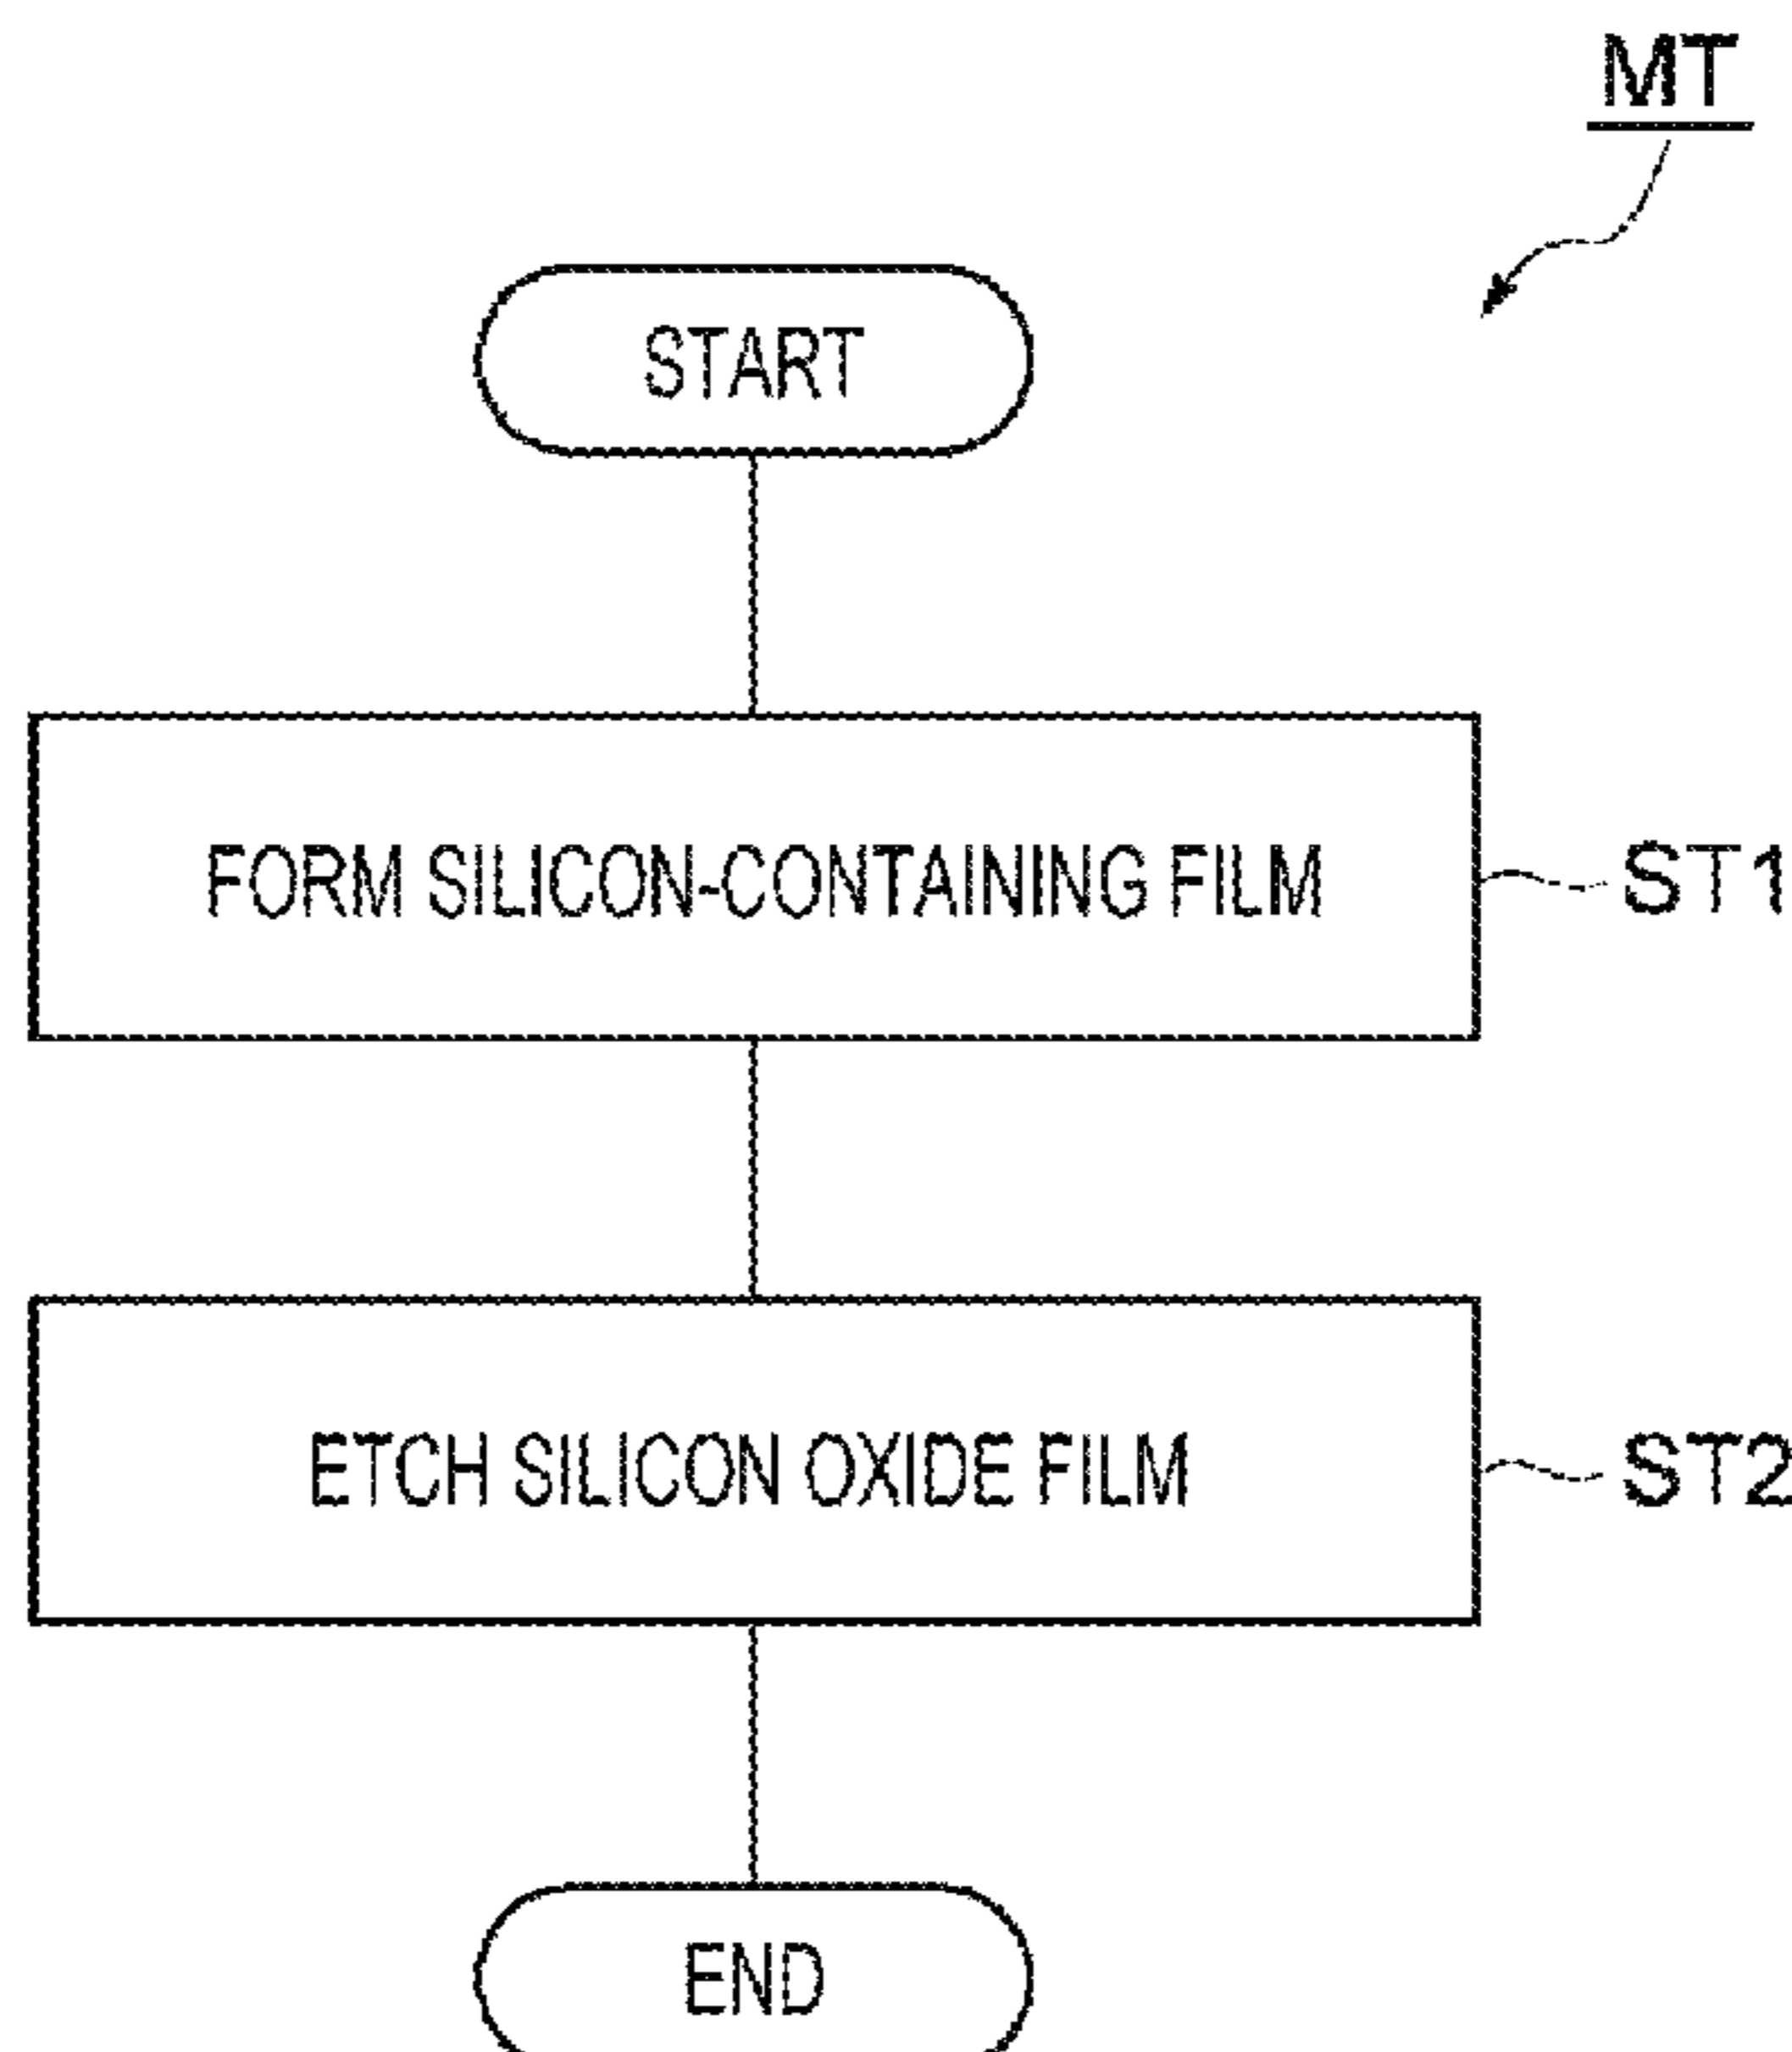 MT
START
FORM SILICON-CONTAINING FILM
ST1
ETCH SILICON OXIDE FILM
ST2
END